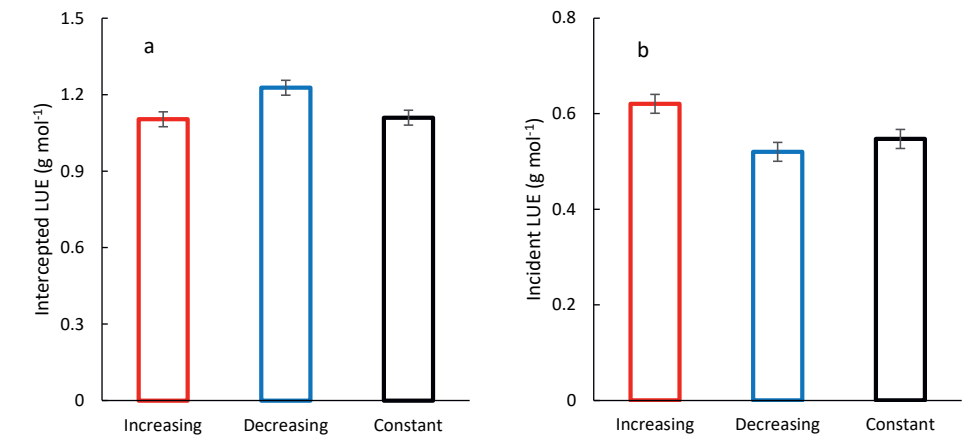 a
Intercepted LUE (g mol⁻¹)
1.5
1.2
0.9
0.6
0.3
0
Increasing Decreasing Constant
b
Incident LUE (g mol⁻¹)
0.8
0.6
0.4
0.2
0
Increasing Decreasing Constant